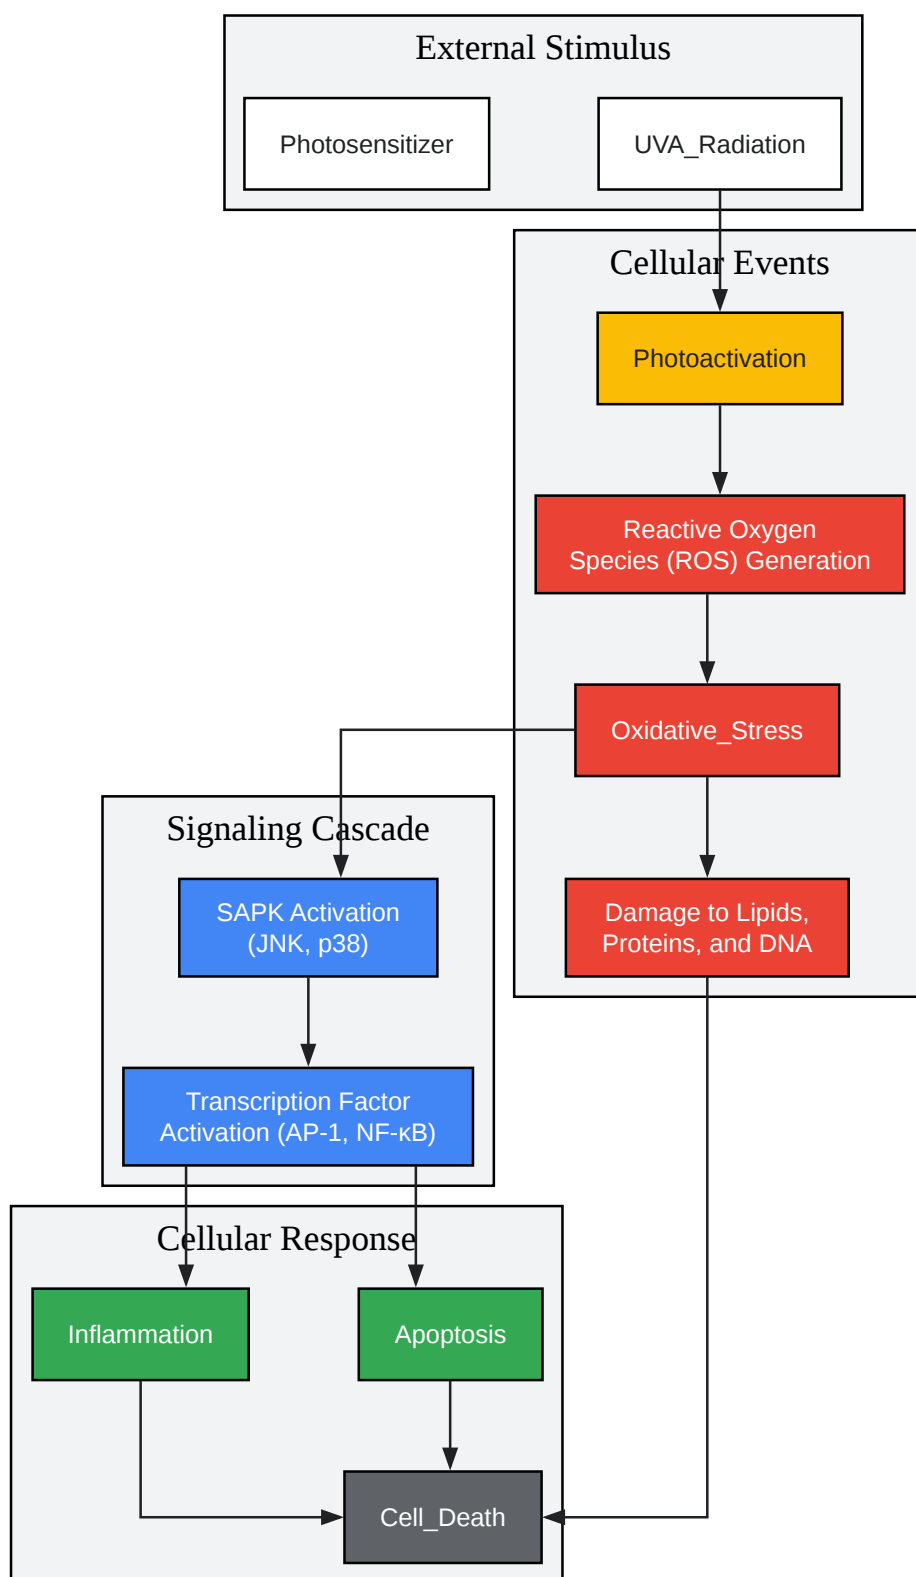 External Stimulus
Photosensitizer
UVA_Radiation
Cellular Events
Photoactivation
Reactive Oxygen
Species (ROS) Generation
Oxidative_Stress
Signaling Cascade
SAPK Activation
(JNK, p38)
Damage to Lipids,
Proteins, and DNA
Transcription Factor
Activation (AP-1, NF-κB)
Cellular Response
Inflammation
Apoptosis
Cell_Death